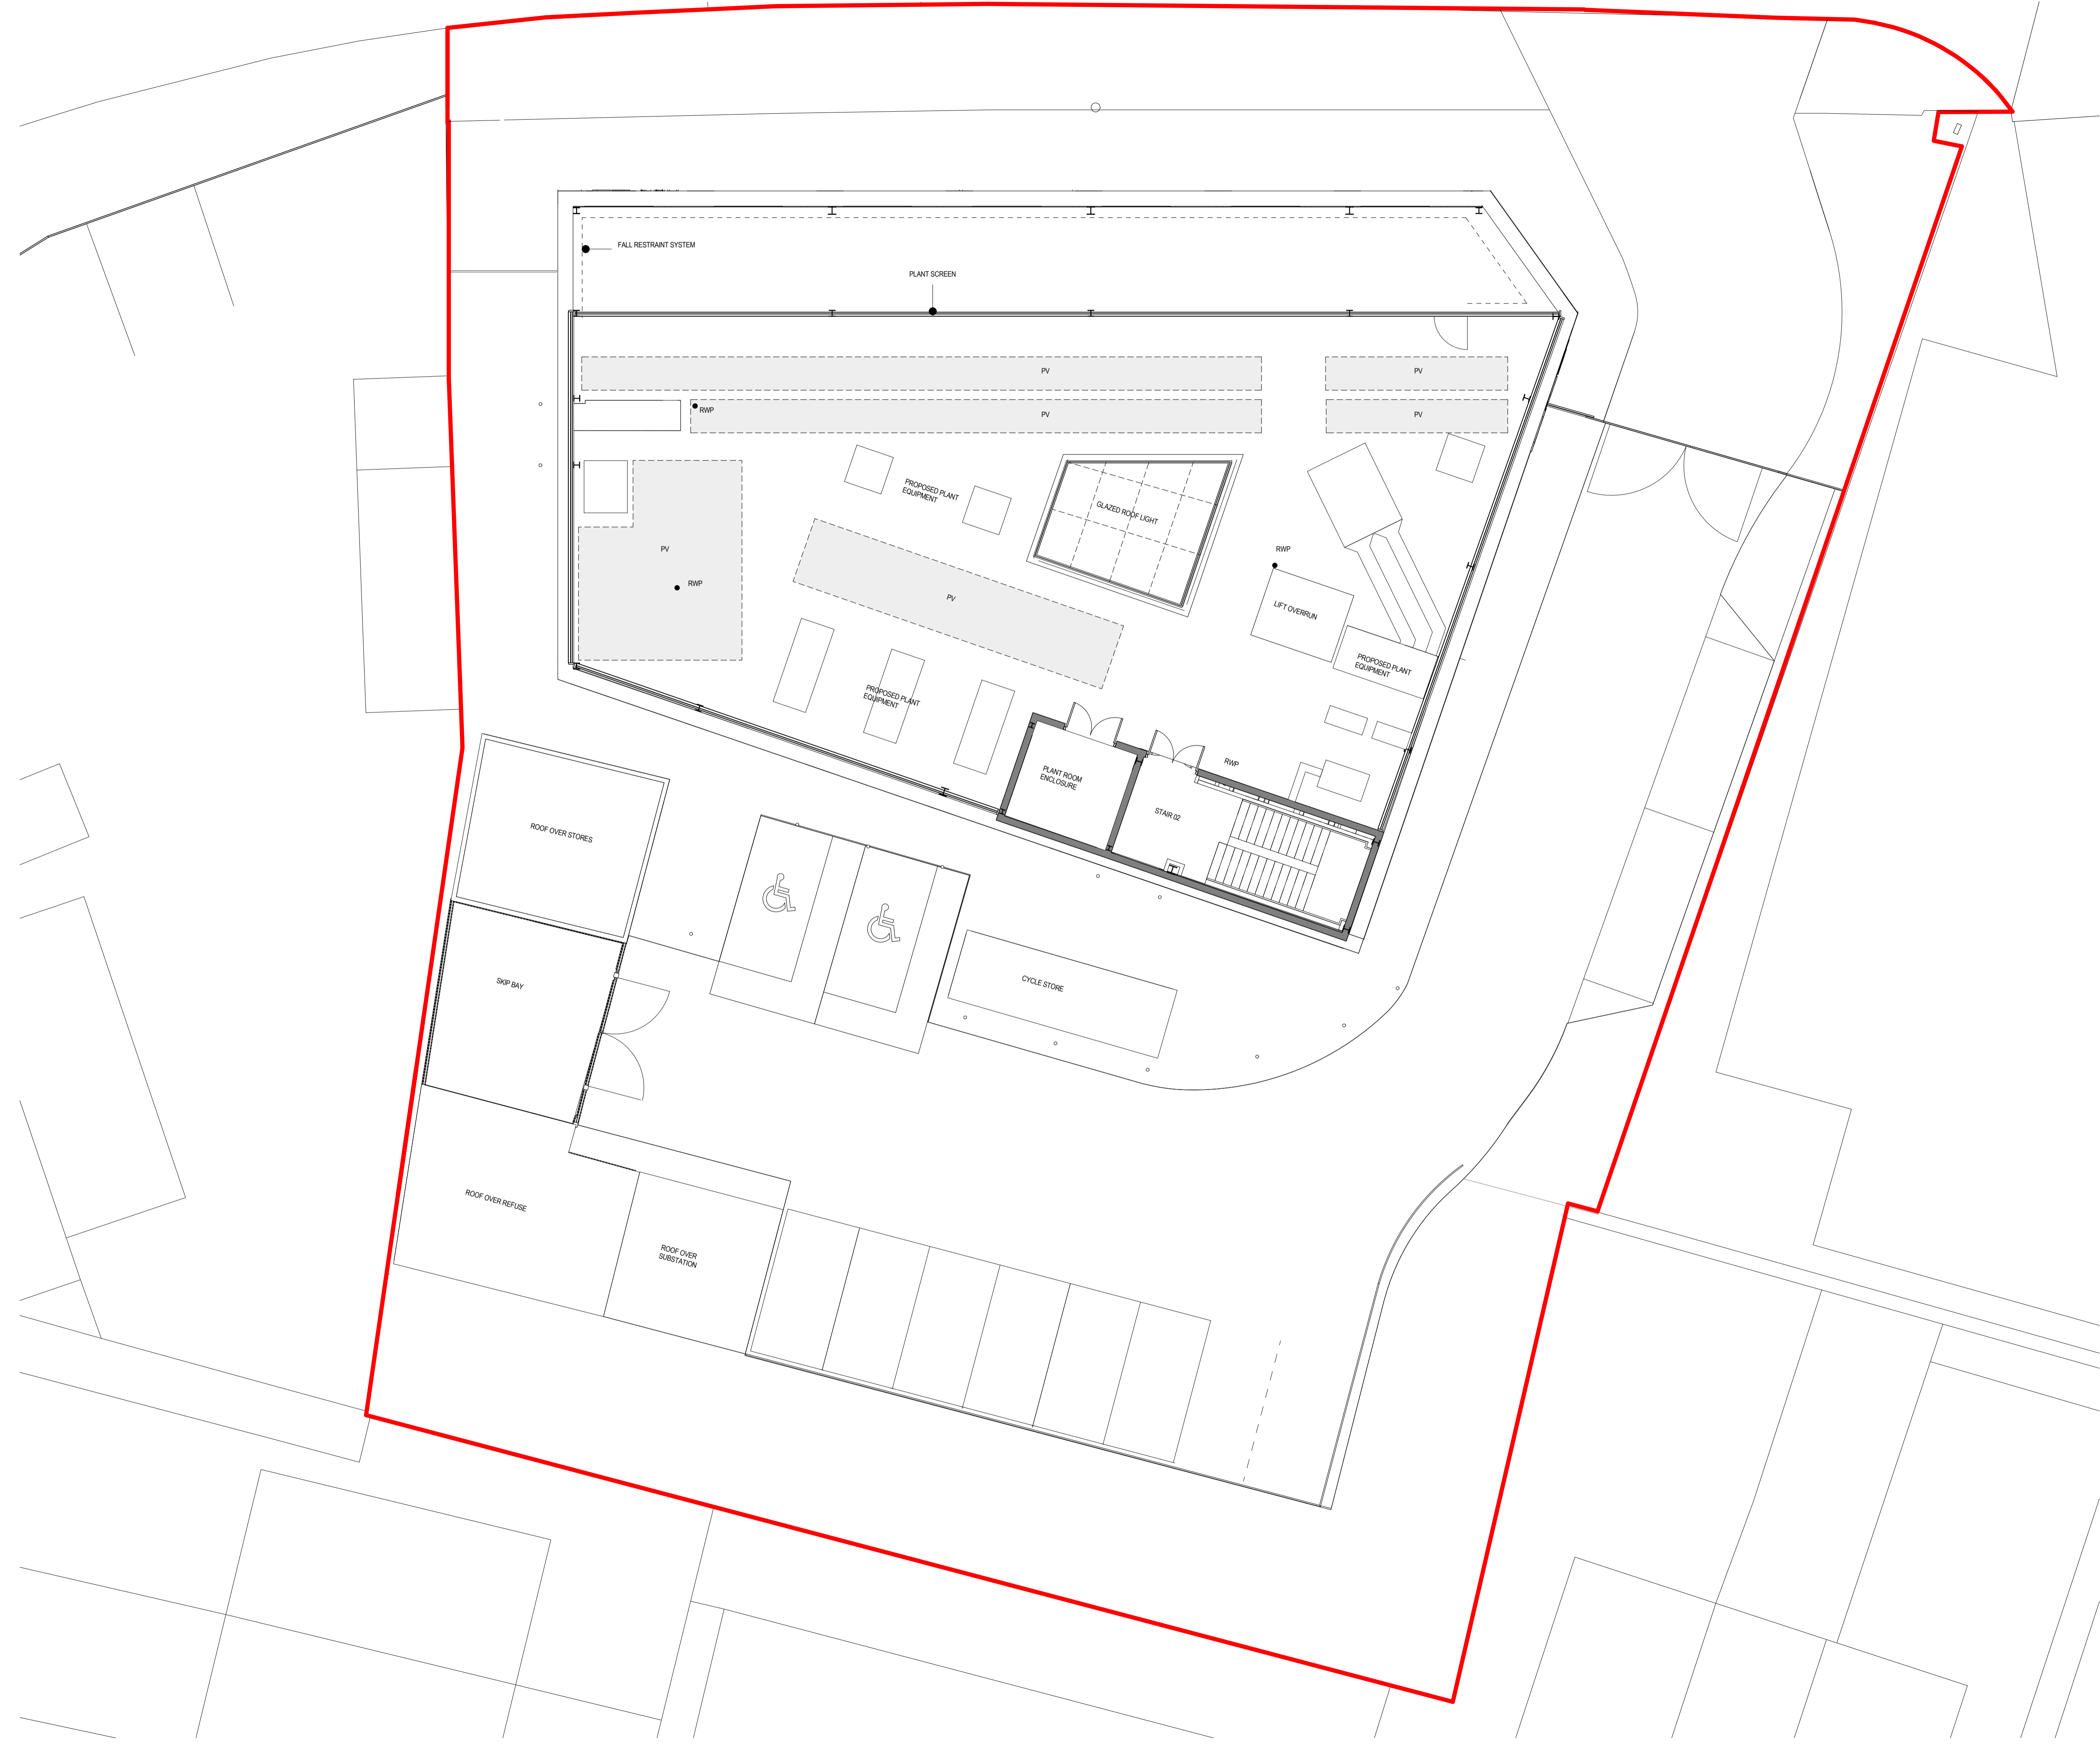 FALL RESTRAINT SYSTEM
PLANT SCREEN
PV
PV
RWP
PV
PV
PROPOSED PLANT
EQUIPMENT
GLAZED ROOF LIGHT
PV
RWP
RWP
PV
LIFT OVERRUN
PROPOSED PLANT
EQUIPMENT
PROPOSED PLANT
EQUIPMENT
PLANT ROOM
ENCLOSURE
RWP
STAIR 02
ROOF OVER STORES
SKIP BAY
CYCLE STORE
ROOF OVER REFUSE
ROOF OVER
SUBSTATION